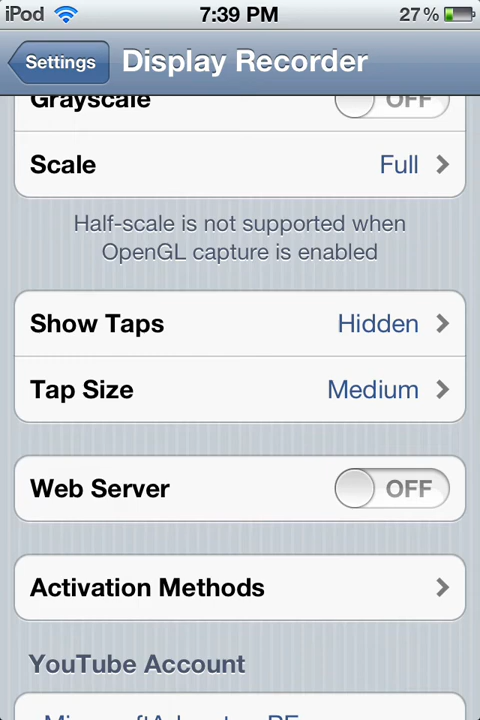 iPod 7:39 PM 27%
Settings Display Recorder
Grayscale OFF
Scale Full
Half-scale is not supported when
OpenGL capture is enabled
Show Taps Hidden
Tap Size Medium
Web Server OFF
Activation Methods
YouTube Account